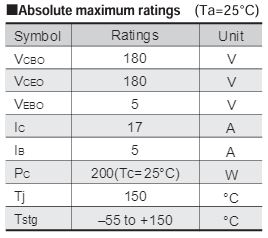 ■Absolute maximum ratings (Ta=25°C)
Symbol Ratings Unit
VCBO 180 V
VCEO 180 V
VEBO 5 V
IC 17 A
IB 5 A
PC 200(Tc=25°C) W
Tj 150 °C
Tstg –55 to +150 °C